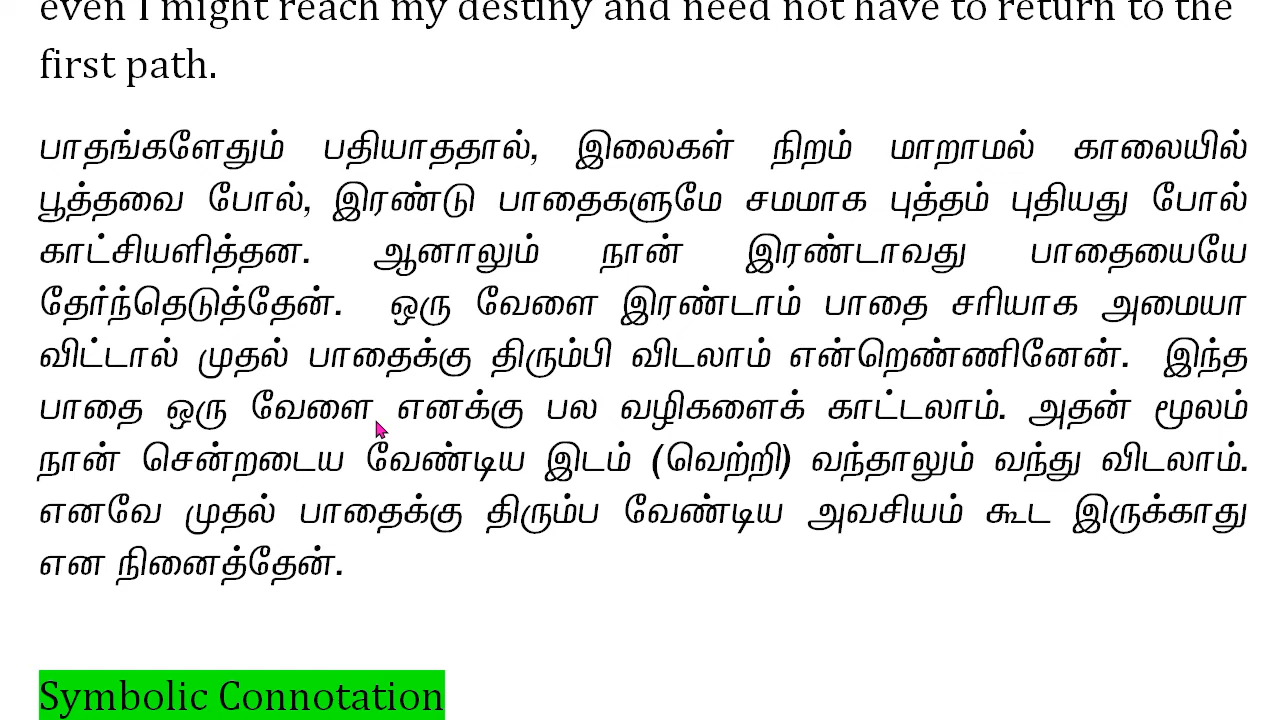 even I might reach my destiny and need not have to return to the
first path.
பாதங்களேதும் பதியாததால், இலைகள் நிறம் மாறாமல் காலையில்
பூத்தவை போல், இரண்டு பாதைகளுமே சமமாக புத்தம் புதியது போல்
காட்சியளித்தன. ஆனாலும் நான் இரண்டாவது பாதையையே
தேர்ந்தெடுத்தேன். ஒரு வேளை இரண்டாம் பாதை சரியாக அமையா
விட்டால் முதல் பாதைக்கு திரும்பி விடலாம் என்றெண்ணினேன். இந்த
பாதை ஒரு வேளை எனக்கு பல வழிகளைக் காட்டலாம். அதன் மூலம்
நான் சென்றடைய வேண்டிய இடம் (வெற்றி) வந்தாலும் வந்து விடலாம்.
எனவே முதல் பாதைக்கு திரும்ப வேண்டிய அவசியம் கூட இருக்காது
என நினைத்தேன்.
Symbolic Connotation